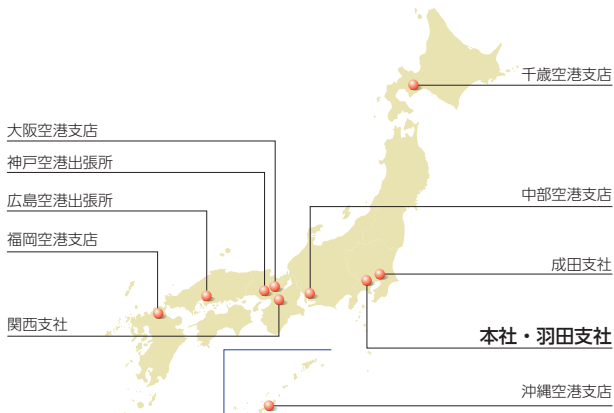 千歳空港支店
大阪空港支店
神戸空港出張所
広島空港出張所
中部空港支店
福岡空港支店
成田支社
関西支社
本社・羽田支社
沖縄空港支店